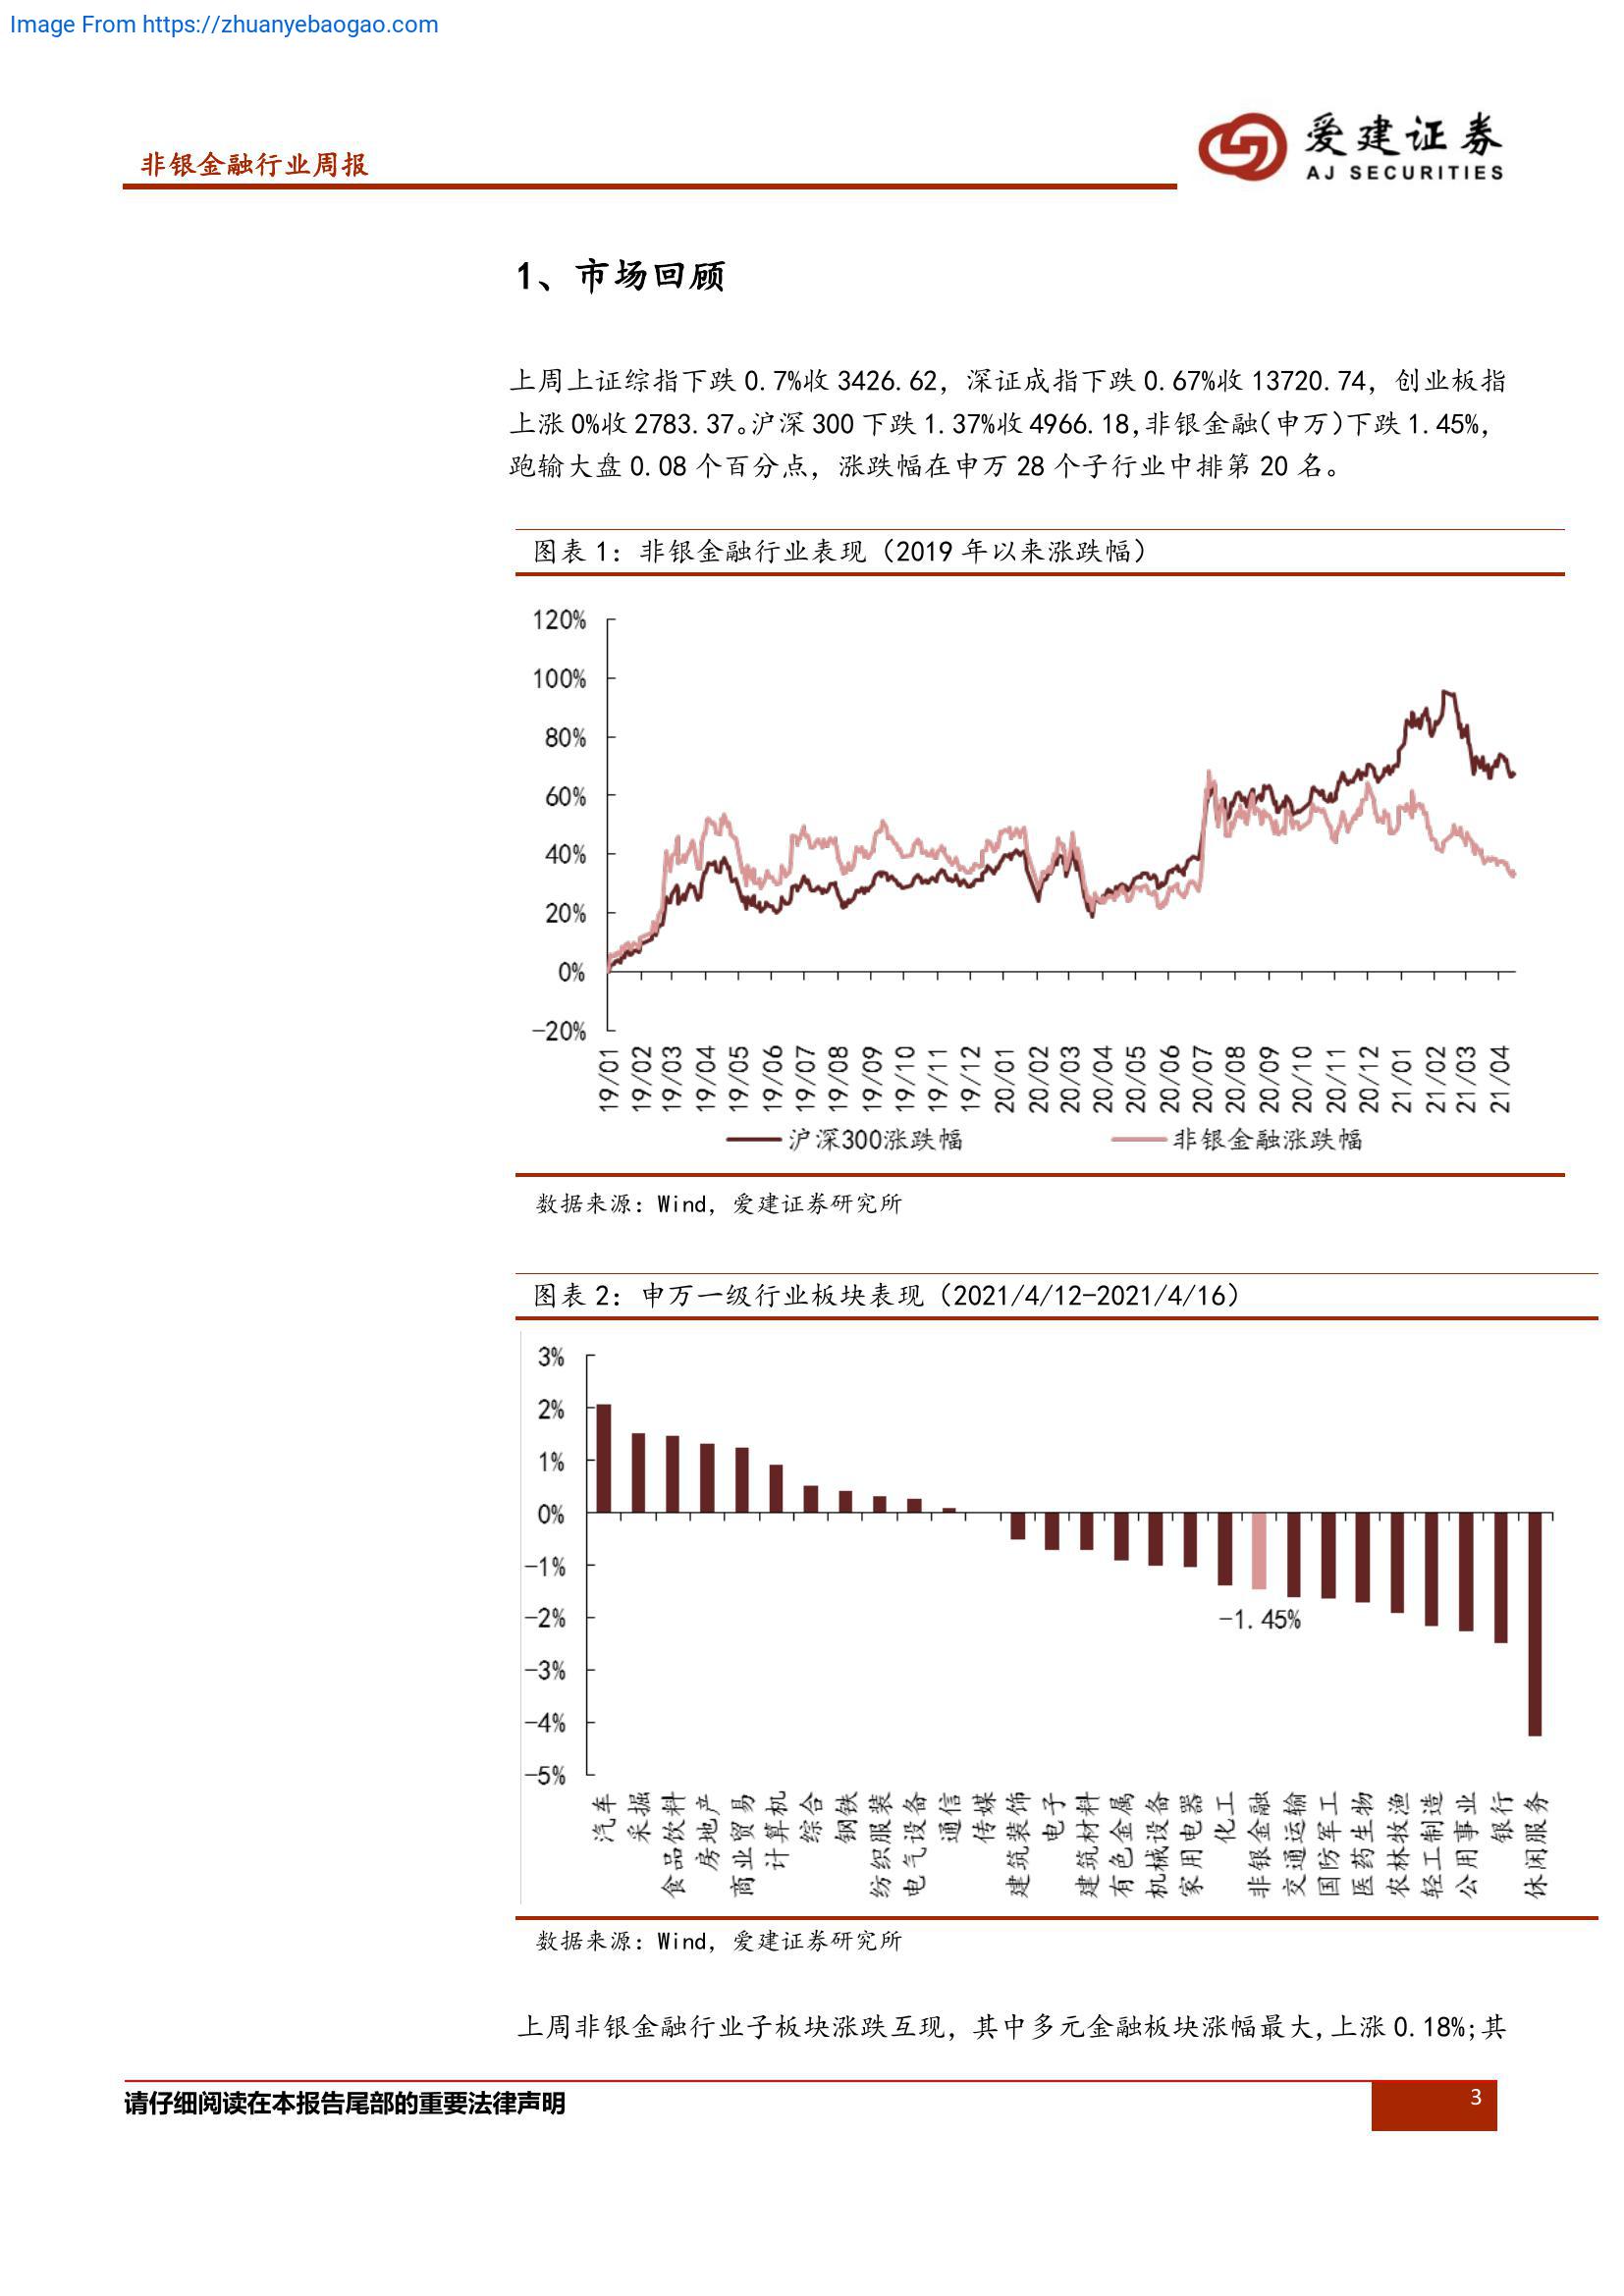 Image From https://zhuanyebaogao.com
非银金融行业周报
爱建证券
AJ SECURITIES
1、市场回顾
上周上证综指下跌 0.7%收 3426.62，深证成指下跌 0.67%收 13720.74，创业板指
上涨 0%收 2783.37。沪深 300 下跌 1.37%收 4966.18,非银金融(申万)下跌 1.45%，
跑输大盘 0.08 个百分点，涨跌幅在申万 28 个子行业中排第 20 名。
图表 1：非银金融行业表现（2019 年以来涨跌幅）
120%
100%
80%
60%
40%
20%
0%
-20%
19/01 19/02 19/03 19/04 19/05 19/06 19/07 19/08 19/09 19/10 19/11 19/12 20/01 20/02 20/03 20/04 20/05 20/06 20/07 20/08 20/09 20/10 20/11 20/12 21/01 21/02 21/03 21/04
沪深300涨跌幅 非银金融涨跌幅
数据来源：Wind，爱建证券研究所
图表 2：申万一级行业板块表现（2021/4/12-2021/4/16）
3%
2%
1%
0%
-1%
-2%
-3%
-4%
-5%
-1.45%
汽车 采掘 食品饮料 房地产 商业贸易 计算机 综合 钢铁 纺织服装 电气设备 通信 传媒 建筑装饰 电子 建筑材料 有色金属 机械设备 家用电器 化工 非银金融 交通运输 国防军工 医药生物 农林牧渔 轻工制造 公用事业 银行 休闲服务
数据来源：Wind，爱建证券研究所
上周非银金融行业子板块涨跌互现，其中多元金融板块涨幅最大,上涨 0.18%;其
请仔细阅读在本报告尾部的重要法律声明
3